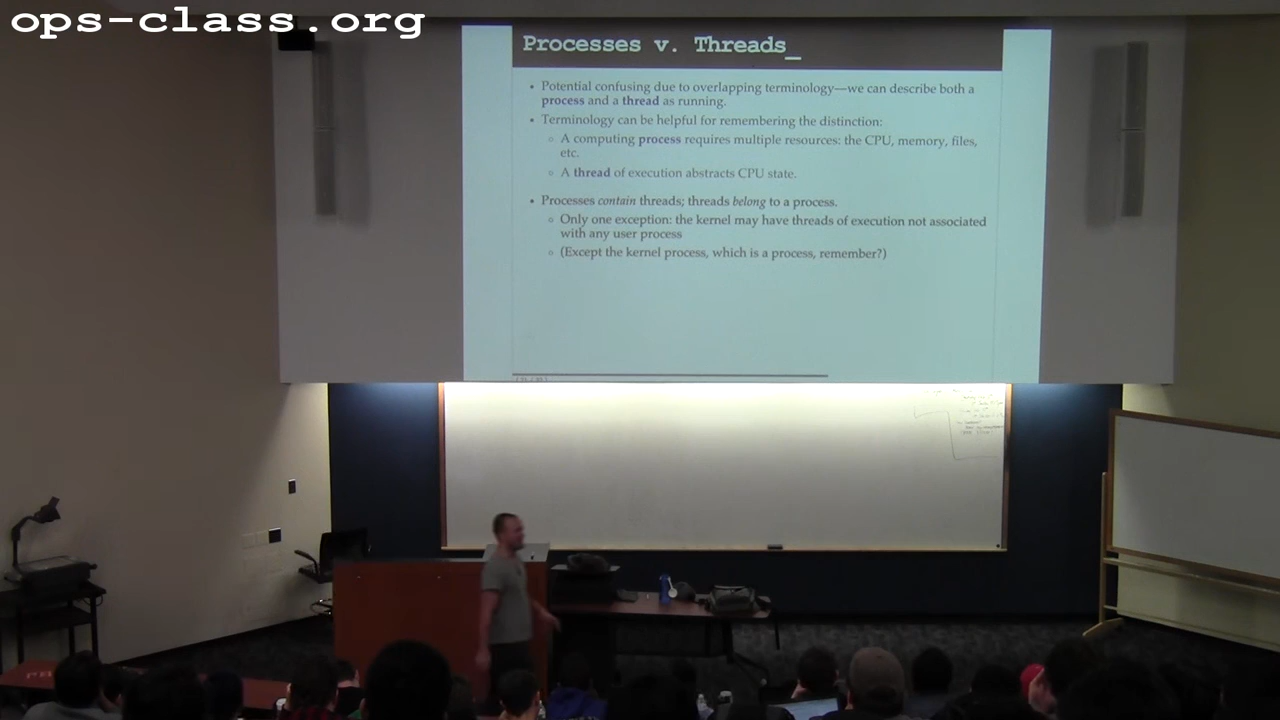 ops-class.org
Processes v. Threads_
• Potential confusing due to overlapping terminology—we can describe both a
process and a thread as running.
• Terminology can be helpful for remembering the distinction:
◦ A computing process requires multiple resources: the CPU, memory, files,
etc.
◦ A thread of execution abstracts CPU state.
• Processes contain threads; threads belong to a process.
◦ Only one exception: the kernel may have threads of execution not associated
with any user process
◦ (Except the kernel process, which is a process, remember?)